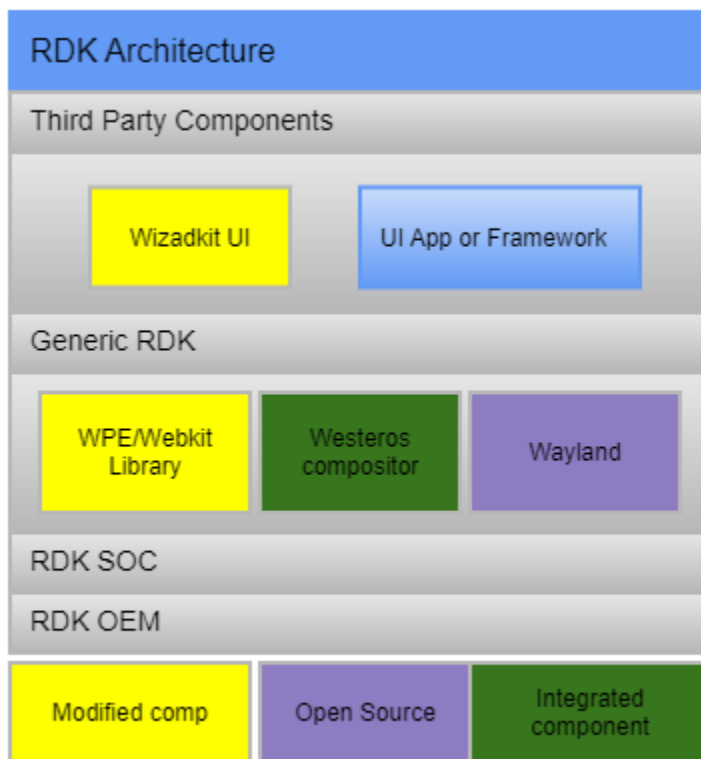 RDK Architecture
Third Party Components
Wizadkit UI
UI App or Framework
Generic RDK
WPE/Webkit
Library
Westeros
compositor
Wayland
RDK SOC
RDK OEM
Modified comp
Open Source
Integrated
component